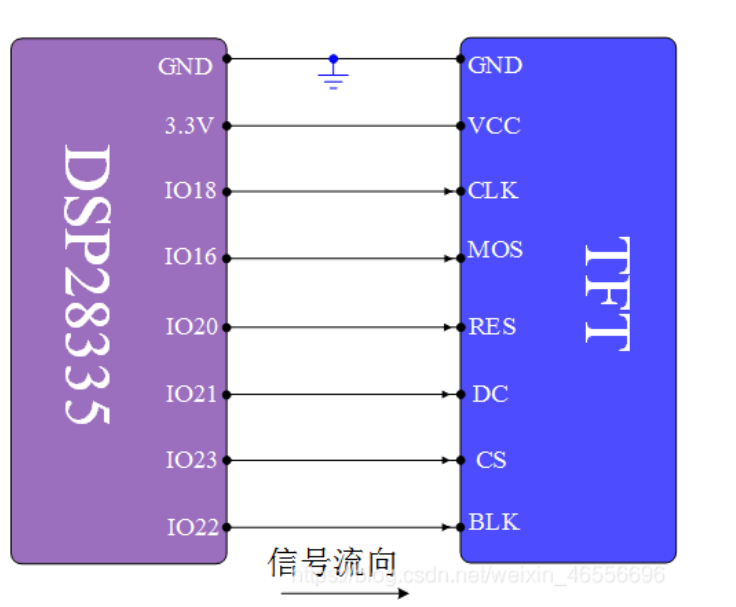 GND GND
3.3V VCC
IO18 CLK
IO16 MOS
IO20 RES
IO21 DC
IO23 CS
IO22 BLK
DSP28335
TFT
信号流向
https://blog.csdn.net/weixin_46556696